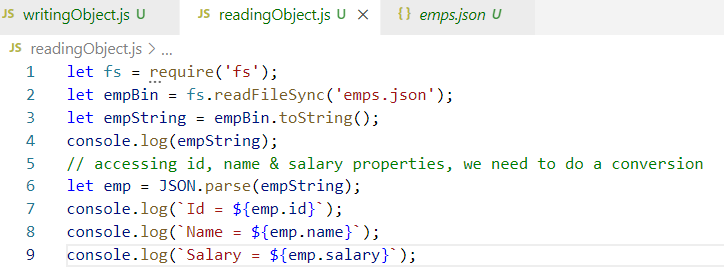 JS writingObject.js U JS readingObject.js U × {} emps.json U
JS readingObject.js > ...
1 let fs = require('fs');
2 let empBin = fs.readFileSync('emps.json');
3 let empString = empBin.toString();
4 console.log(empString);
5 // accessing id, name & salary properties, we need to do a conversion
6 let emp = JSON.parse(empString);
7 console.log(`Id = ${emp.id}`);
8 console.log(`Name = ${emp.name}`);
9 console.log(`Salary = ${emp.salary}`);